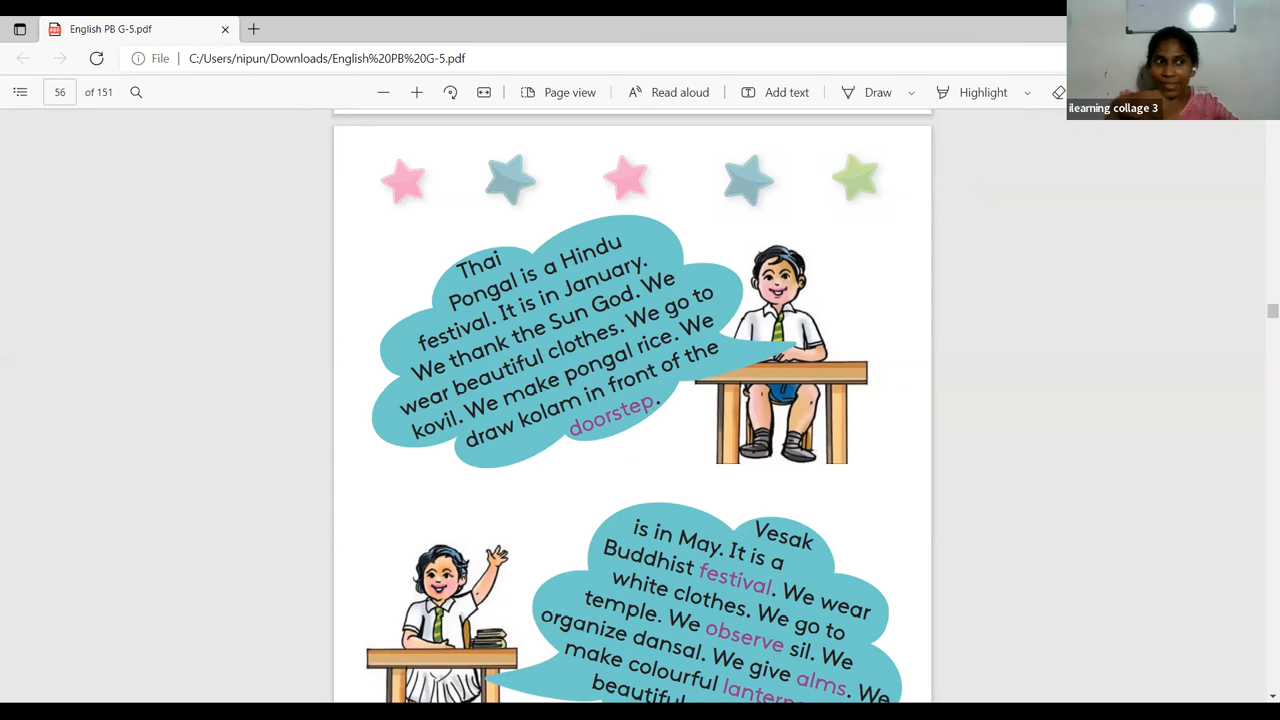 English PB G-5.pdf
File
C:/Users/nipun/Downloads/English%20PB%20G-5.pdf
56
of 151
Page view
Read aloud
Add text
Draw
Highlight
ilearning collage 3
Thai
Pongal is a Hindu
festival. It is in January.
We thank the Sun God. We
wear beautiful clothes. We go to
kovil. We make pongal rice. We
draw kolam in front of the
doorstep.
Vesak
is in May. It is a
Buddhist festival. We wear
white clothes. We go to
temple. We observe sil. We
organize dansal. We give alms. We
make colourful
beautiful